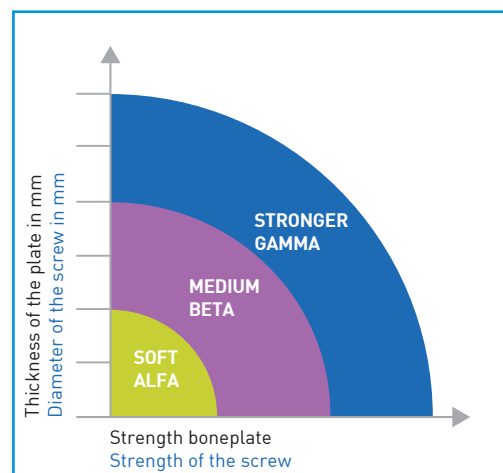 Thickness of the plate in mm
Diameter of the screw in mm
STRONGER
GAMMA
MEDIUM
BETA
SOFT
ALFA
Strength boneplate
Strength of the screw